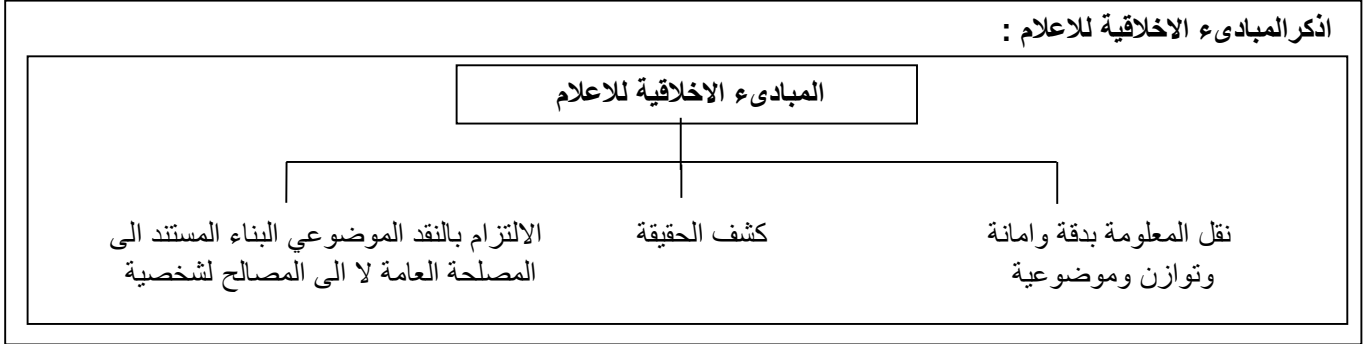 اذكرالمبادىء الاخلاقية للاعلام :
المبادىء الاخلاقية للاعلام
نقل المعلومة بدقة وامانة
وتوازن وموضوعية
كشف الحقيقة
الالتزام بالنقد الموضوعي البناء المستند الى
المصلحة العامة لا الى المصالح لشخصية